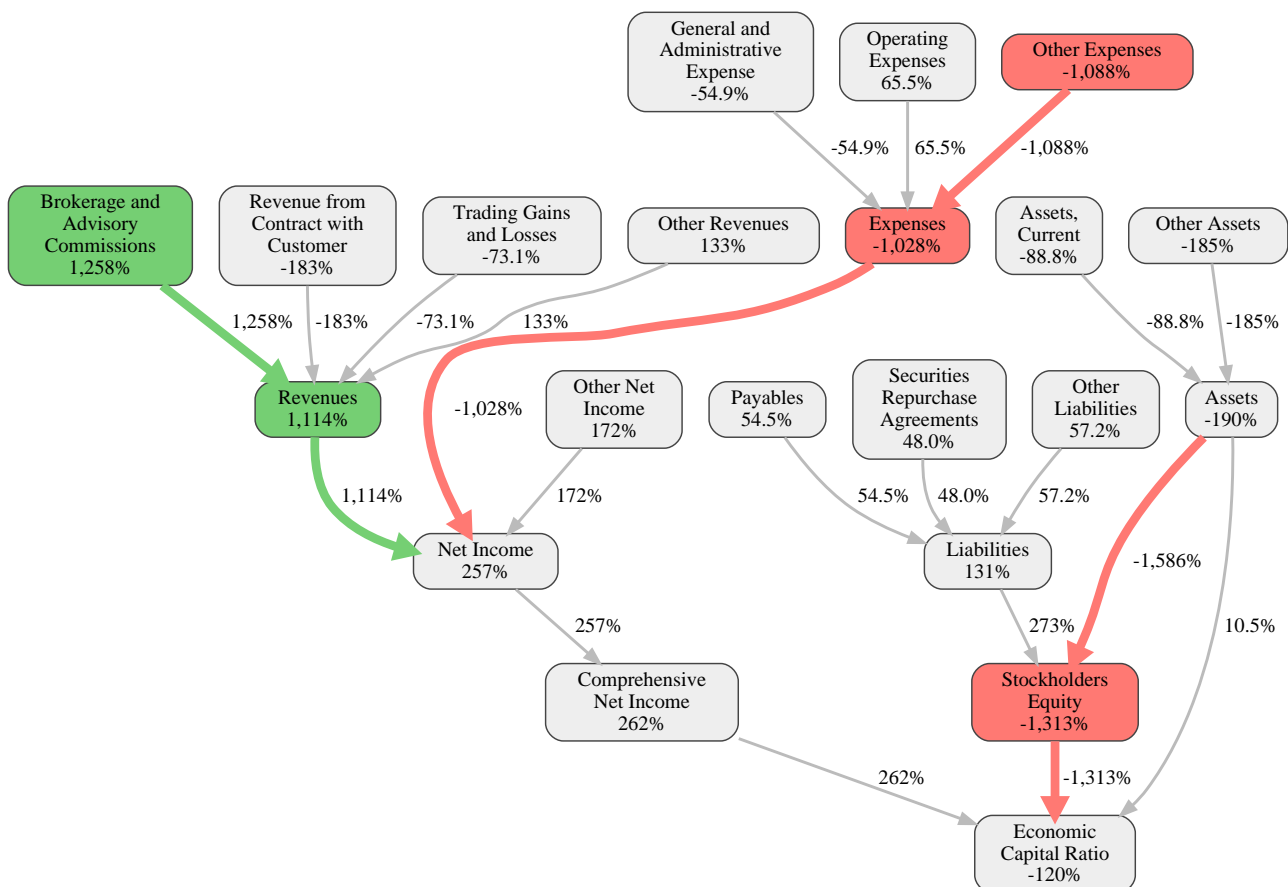 General and
Administrative
Expense
-54.9%
Operating
Expenses
65.5%
Other Expenses
-1,088%
-54.9%
65.5%
-1,088%
Brokerage and
Advisory
Commissions
1,258%
Revenue from
Contract with
Customer
-183%
Trading Gains
and Losses
-73.1%
Other Revenues
133%
Expenses
-1,028%
Assets,
Current
-88.8%
Other Assets
-185%
1,258%
-183%
-73.1%
133%
-88.8%
-185%
Revenues
1,114%
-1,028%
Other Net
Income
172%
Payables
54.5%
Securities
Repurchase
Agreements
48.0%
Other
Liabilities
57.2%
Assets
-190%
1,114%
172%
54.5%
48.0%
57.2%
Net Income
257%
Liabilities
131%
-1,586%
257%
273%
10.5%
Comprehensive
Net Income
262%
Stockholders
Equity
-1,313%
262%
-1,313%
Economic
Capital Ratio
-120%